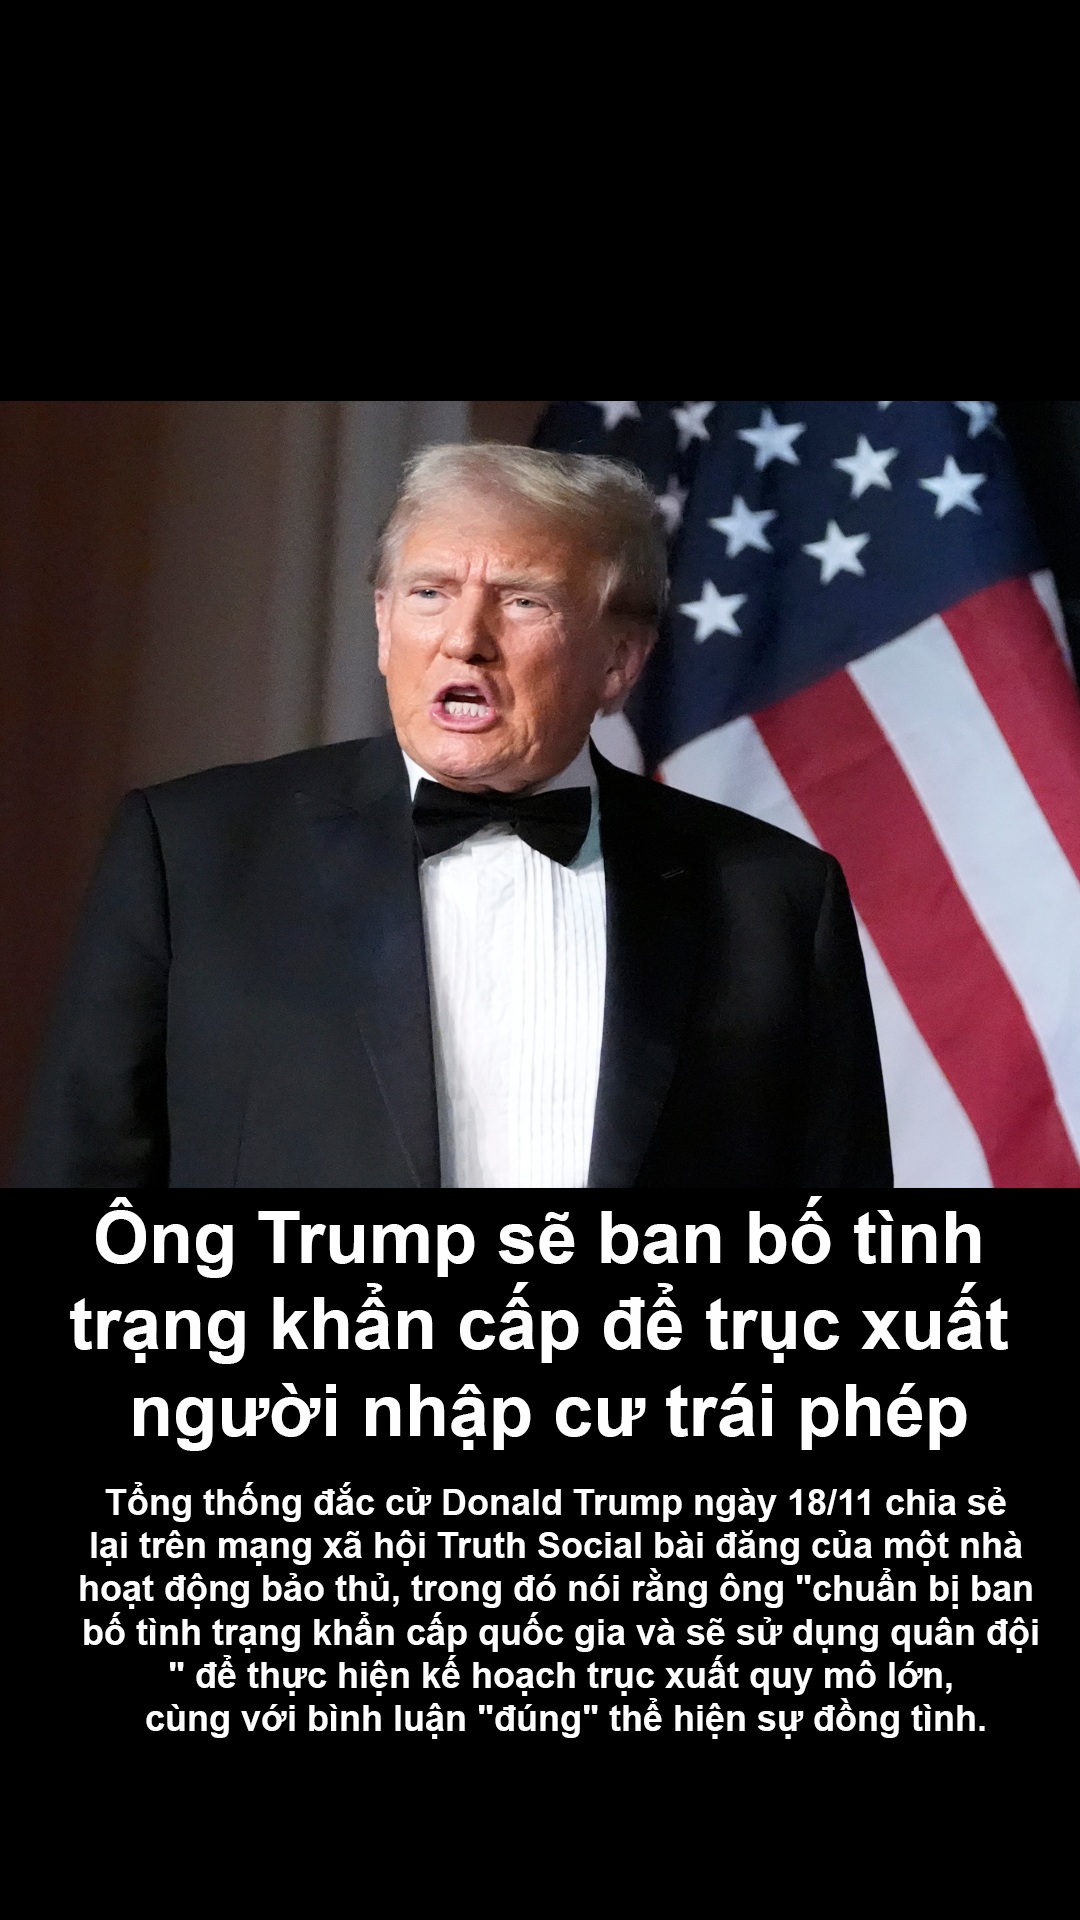 Ông Trump sẽ ban bố tình
trạng khẩn cấp để trục xuất
người nhập cư trái phép
Tổng thống đắc cử Donald Trump ngày 18/11 chia sẻ
lại trên mạng xã hội Truth Social bài đăng của một nhà
hoạt động bảo thủ, trong đó nói rằng ông "chuẩn bị ban
bố tình trạng khẩn cấp quốc gia và sẽ sử dụng quân đội
" để thực hiện kế hoạch trục xuất quy mô lớn,
cùng với bình luận "đúng" thể hiện sự đồng tình.